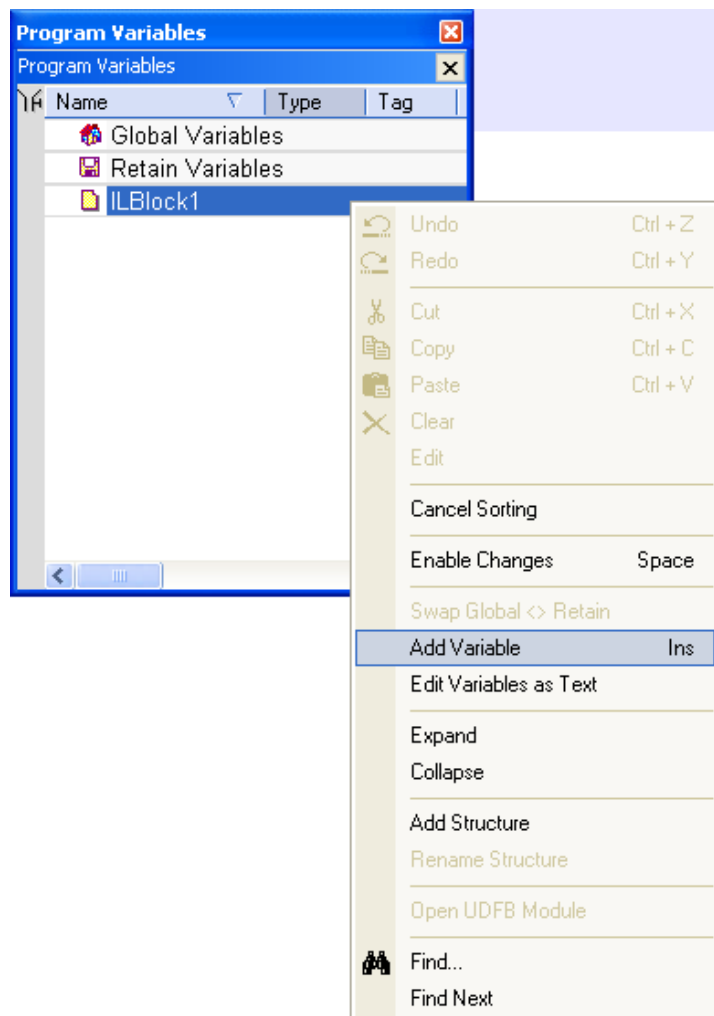 Program Variables
Program Variables
Name Type Tag
Global Variables
Retain Variables
ILBlock1
Undo Ctrl + Z
Redo Ctrl + Y
Cut Ctrl + X
Copy Ctrl + C
Paste Ctrl + V
Clear
Edit
Cancel Sorting
Enable Changes Space
Swap Global <> Retain
Add Variable Ins
Edit Variables as Text
Expand
Collapse
Add Structure
Rename Structure
Open UDFB Module
Find...
Find Next